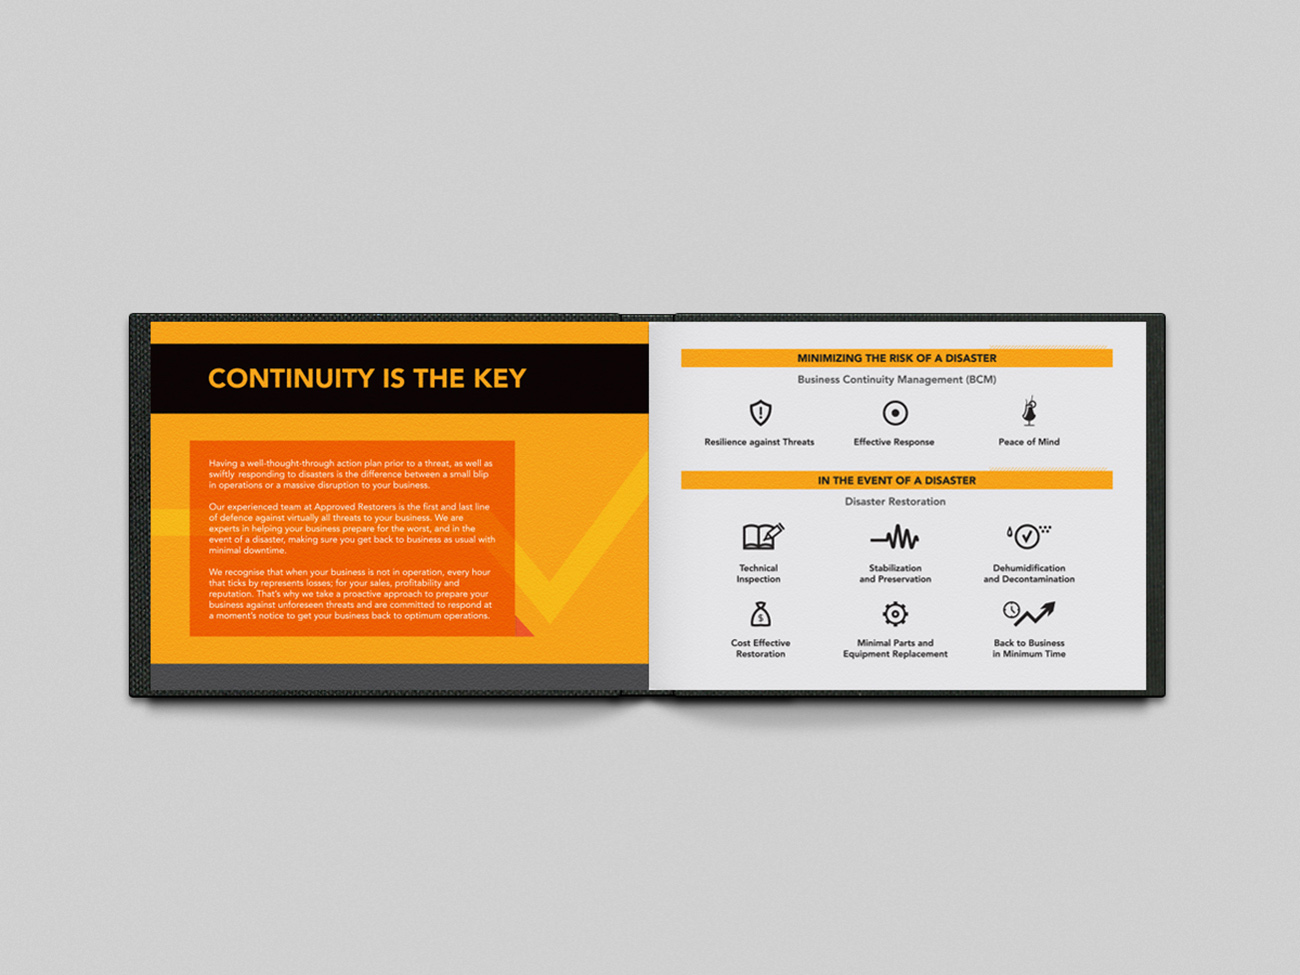 CONTINUITY IS THE KEY
Having a well-thought-through action plan prior to a threat, as well as
swiftly responding to disasters is the difference between a small blip
in operations or a massive disruption to your business.
Our experienced team at Approved Restorers is the first and last line
of defence against virtually all threats to your business. We are
experts in helping your business prepare for the worst, and in the
event of a disaster, making sure you get back to business as usual with
minimal downtime.
We recognise that when your business is not in operation, every hour
that ticks by represents losses; for your sales, profitability and
reputation. That's why we take a proactive approach to prepare your
business against unforeseen threats and are committed to respond at
a moment's notice to get your business back to optimum operations.
MINIMIZING THE RISK OF A DISASTER
Business Continuity Management (BCM)
Resilience against Threats
Effective Response
Peace of Mind
IN THE EVENT OF A DISASTER
Disaster Restoration
Technical
Inspection
Stabilization
and Preservation
Dehumidification
and Decontamination
$
Cost Effective
Restoration
Minimal Parts and
Equipment Replacement
Back to Business
in Minimum Time